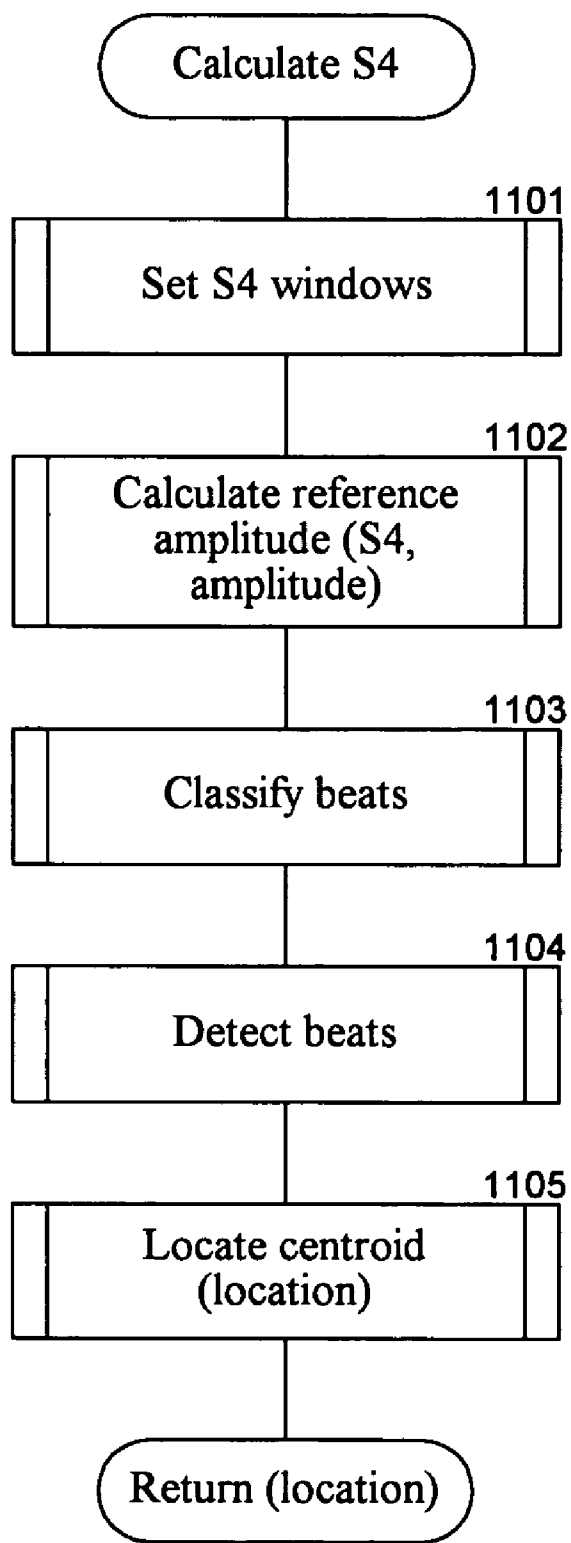 Calculate S4
1101
Set S4 windows
1102
Calculate reference
amplitude (S4,
amplitude)
1103
Classify beats
1104
Detect beats
1105
Locate centroid
(location)
Return (location)